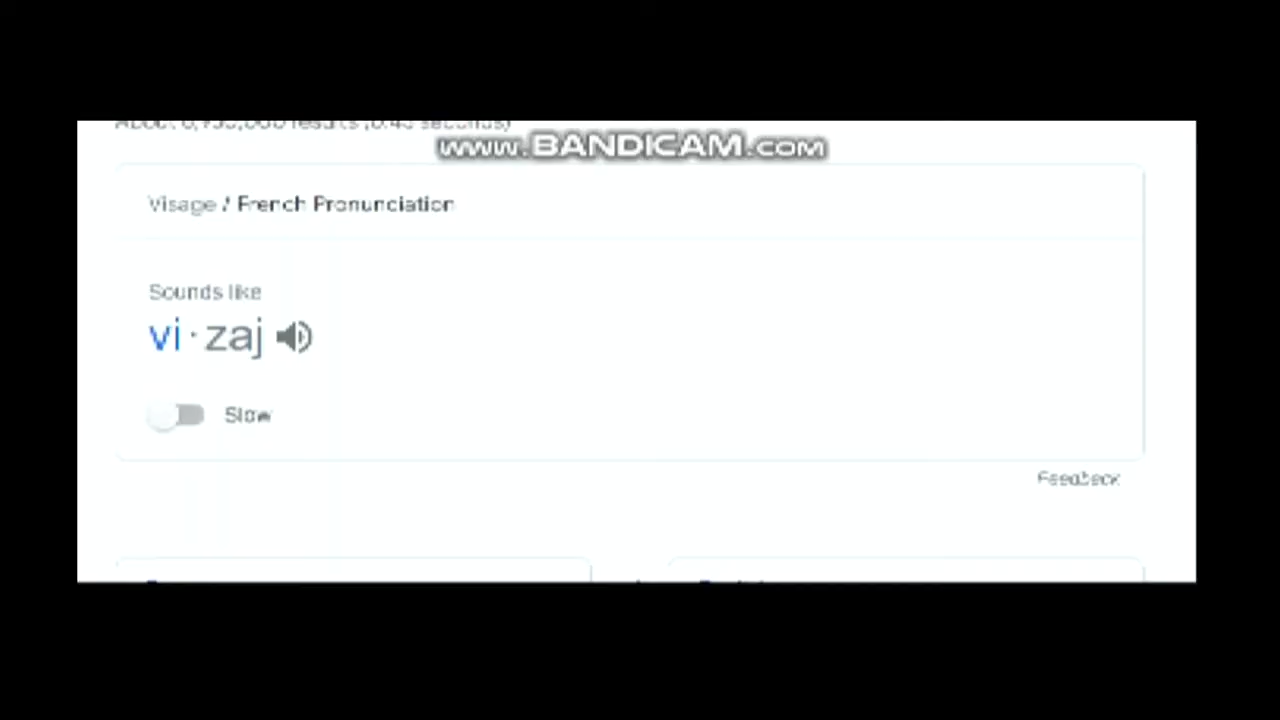 www.BANDICAM.com
Visage / French Pronunciation
Sounds like
vi · zaj
Slow
Feedback